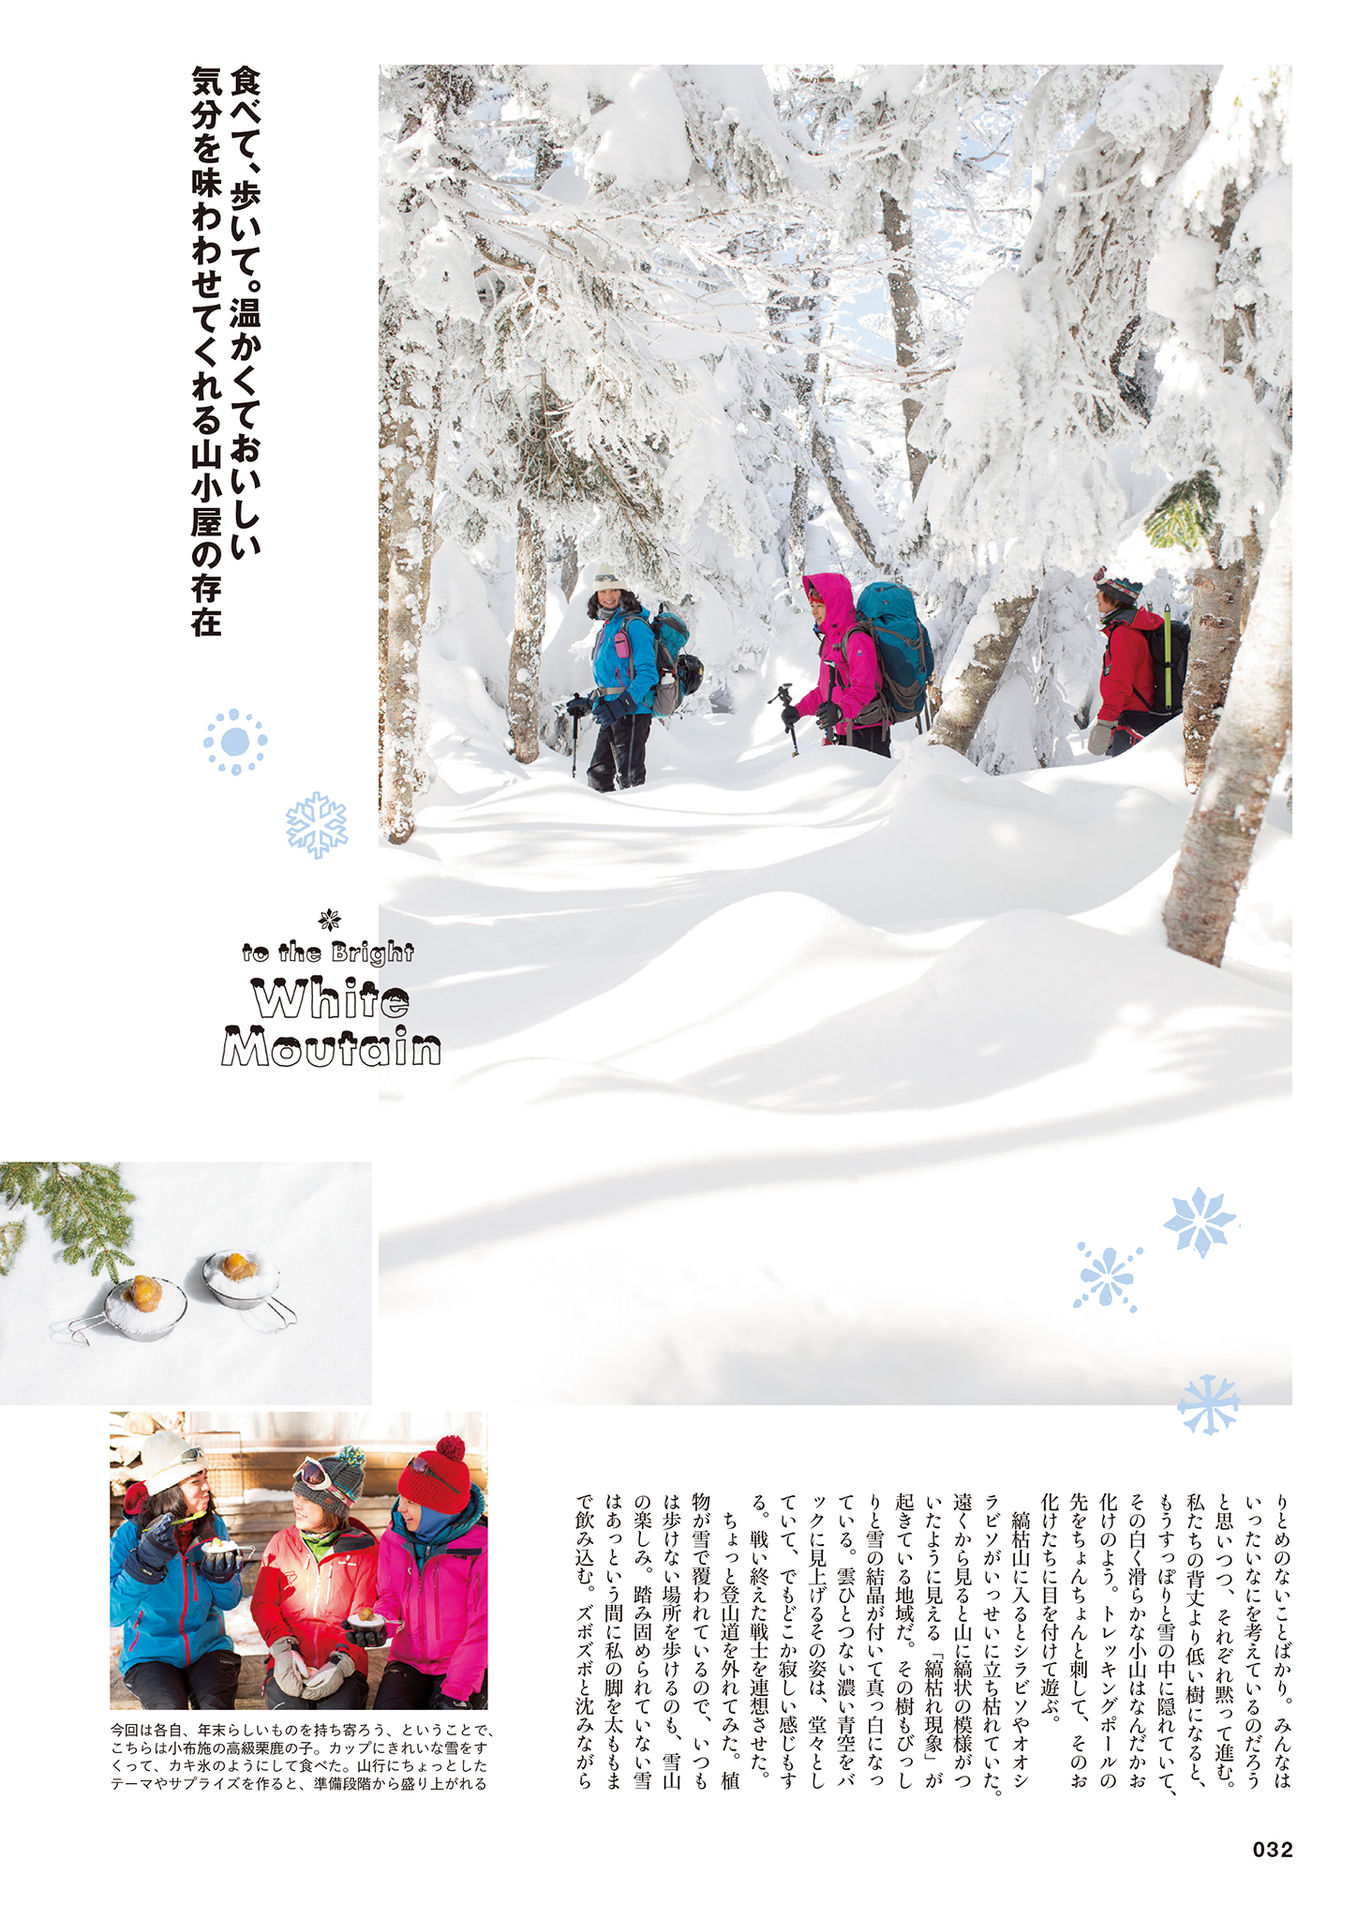 食べて、歩いて。温かくておいしい
気分を味わわせてくれる山小屋の存在
to the Bright
White
Moutain
りとめのないことばかり。みんなは
いったいなにを考えているのだろう
と思いつつ、それぞれ黙って進む。
私たちの背丈より低い樹になると、
もうすっぽりと雪の中に隠れていて、
その白く滑らかな小山はなんだかお
化けのよう。トレッキングポールの
先をちょんちょんと刺して、そのお
化けたちに目を付けて遊ぶ。
縞枯山に入るとシラビソやオオシ
ラビソがいっせいに立ち枯れていた。
遠くから見ると山に縞状の模様がつ
いたように見える「縞枯れ現象」が
起きている地域だ。その樹もびっし
りと雪の結晶が付いて真っ白になっ
ている。雲ひとつない濃い青空をバ
ックに見上げるその姿は、堂々とし
ていて、でもどこか寂しい感じもす
る。戦い終えた戦士を連想させた。
ちょっと登山道を外れてみた。植
物が雪で覆われているので、いつも
は歩けない場所を歩けるのも、雪山
の楽しみ。踏み固められていない雪
はあっという間に私の脚を太ももま
で飲み込む。ズボズボと沈みながら
今回は各自、年末らしいものを持ち寄ろう、ということで、
こちらは小布施の高級栗鹿の子。カップにきれいな雪をす
くって、カキ氷のようにして食べた。山行にちょっとした
テーマやサプライズを作ると、準備段階から盛り上がれる
032